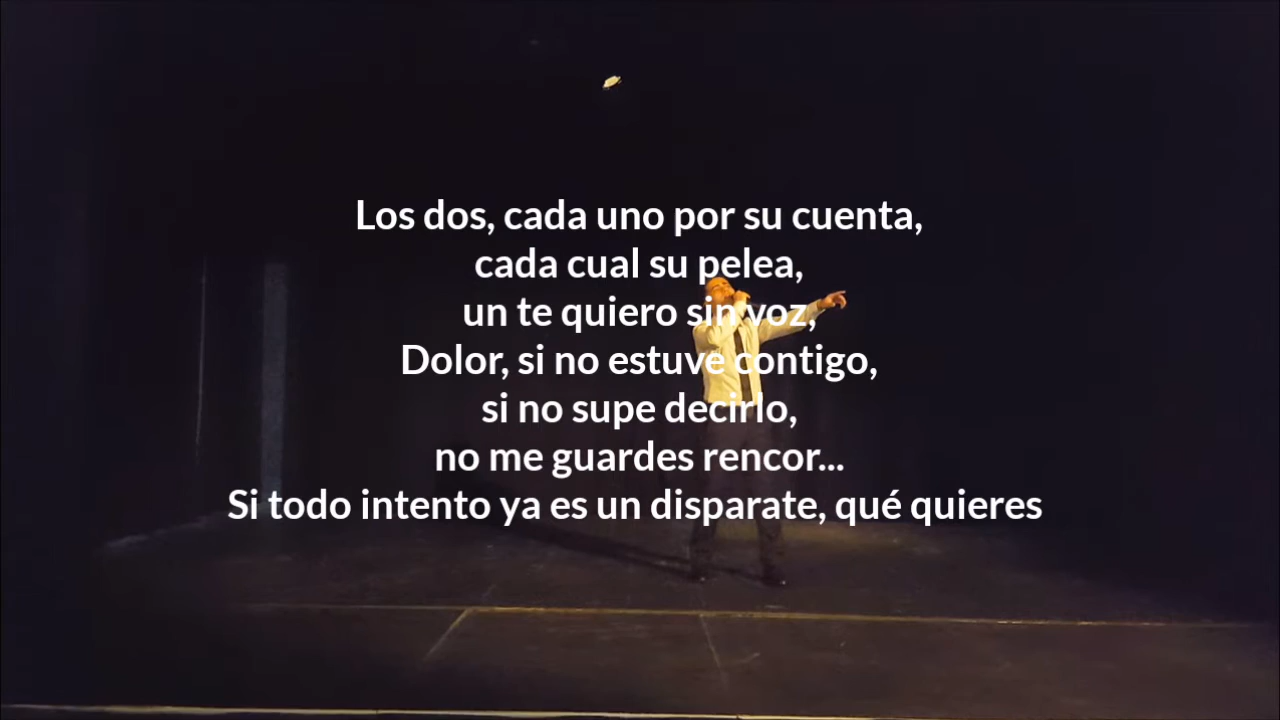 Los dos, cada uno por su cuenta,
cada cual su pelea,
un te quiero sin voz,
Dolor, si no estuve contigo,
si no supe decirlo,
no me guardes rencor...
Si todo intento ya es un disparate, qué quieres